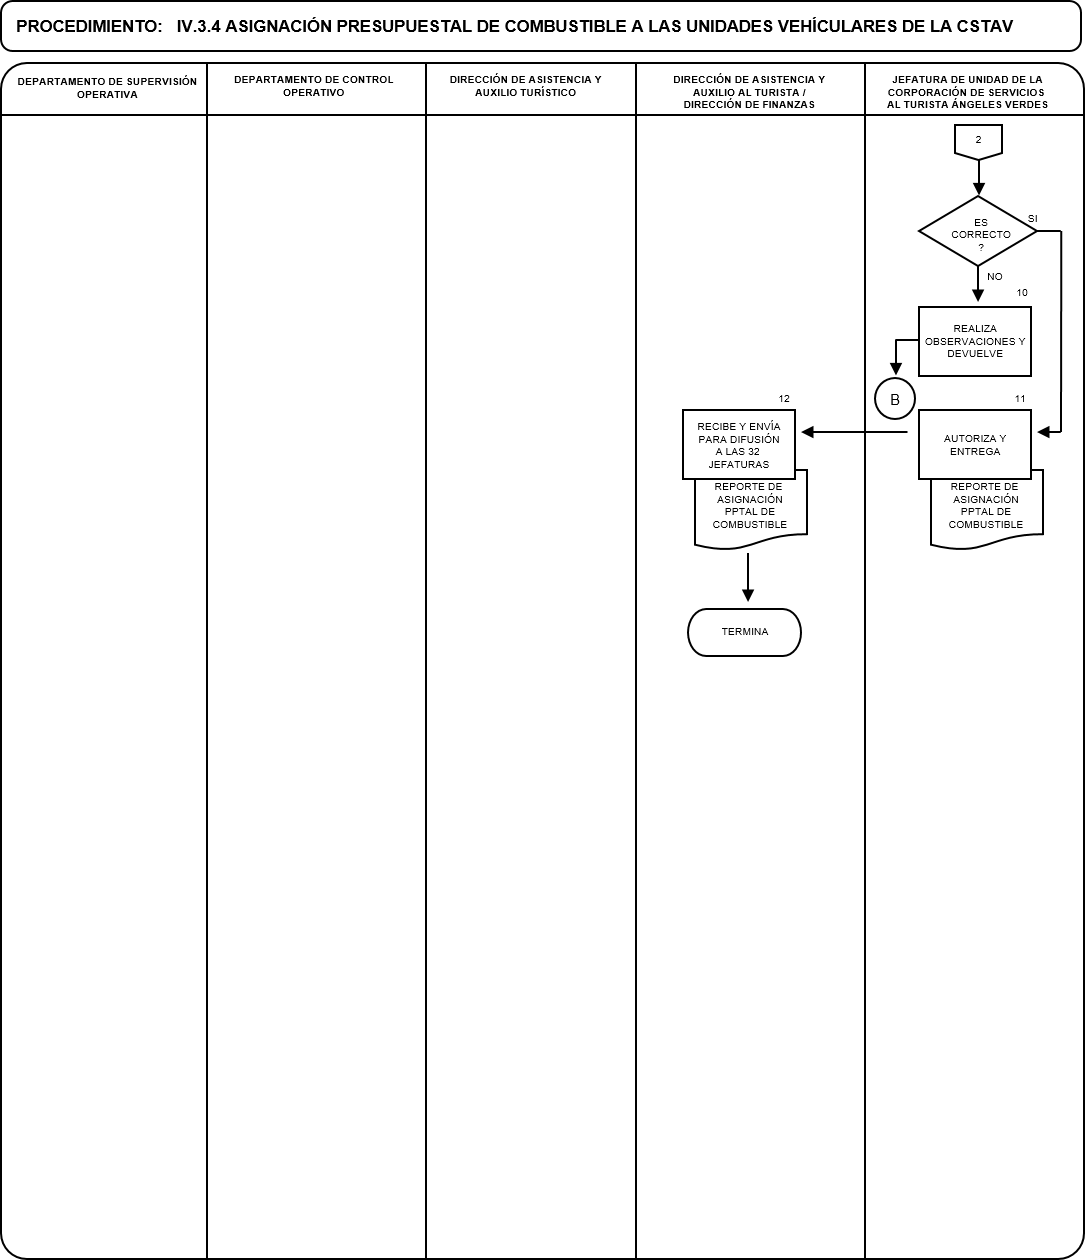 PROCEDIMIENTO: IV.3.4 ASIGNACIÓN PRESUPUESTAL DE COMBUSTIBLE A LAS UNIDADES VEHÍCULARES DE LA CSTAV
DEPARTAMENTO DE SUPERVISIÓN
OPERATIVA
DEPARTAMENTO DE CONTROL
OPERATIVO
DIRECCIÓN DE ASISTENCIA Y
AUXILIO TURÍSTICO
DIRECCIÓN DE ASISTENCIA Y
AUXILIO AL TURISTA /
DIRECCIÓN DE FINANZAS
JEFATURA DE UNIDAD DE LA
CORPORACIÓN DE SERVICIOS
AL TURISTA ÁNGELES VERDES
2
ES
CORRECTO
?
SI
NO
10
REALIZA
OBSERVACIONES Y
DEVUELVE
B
11
AUTORIZA Y
ENTREGA
REPORTE DE
ASIGNACIÓN
PPTAL DE
COMBUSTIBLE
12
RECIBE Y ENVÍA
PARA DIFUSIÓN
A LAS 32
JEFATURAS
REPORTE DE
ASIGNACIÓN
PPTAL DE
COMBUSTIBLE
TERMINA